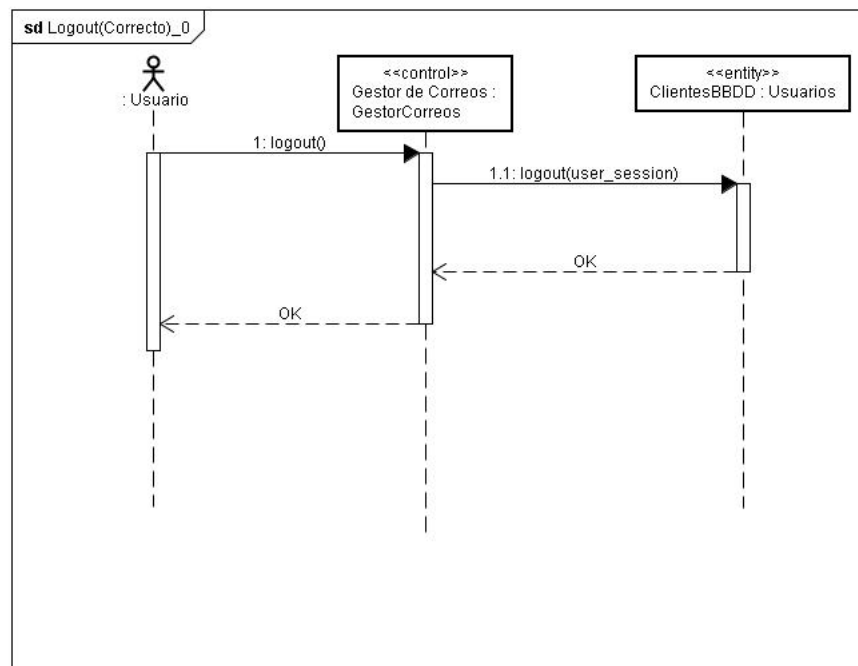 sd Logout(Correcto)_0
: Usuario
<<control>>
Gestor de Correos :
GestorCorreos
<<entity>>
ClientesBBDD : Usuarios
1: logout()
1.1: logout(user_session)
OK
OK